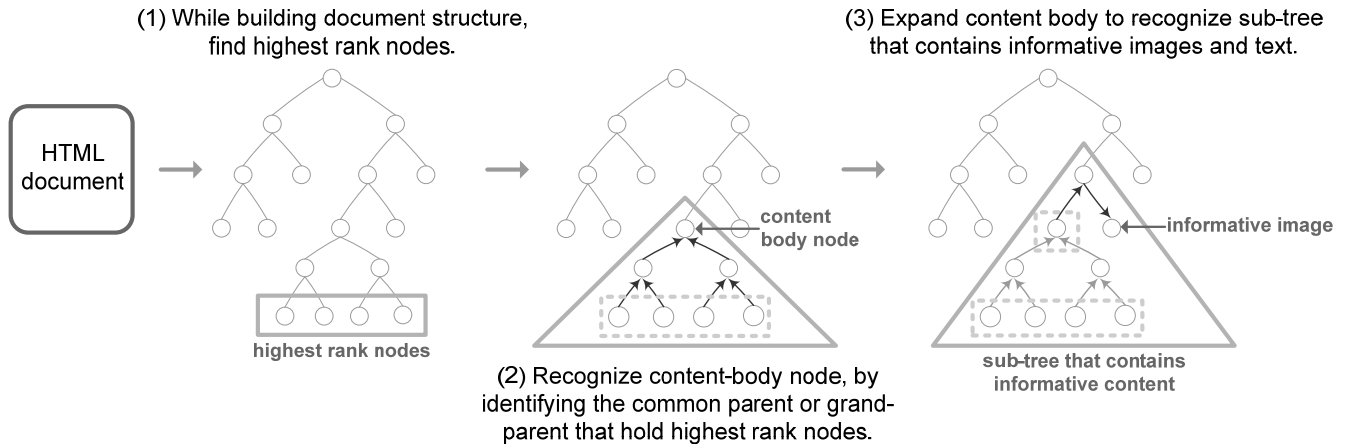 (1) While building document structure,
find highest rank nodes.
HTML
document
highest rank nodes
content
body node
(2) Recognize content-body node, by
identifying the common parent or grand-
parent that hold highest rank nodes.
(3) Expand content body to recognize sub-tree
that contains informative images and text.
informative image
sub-tree that contains
informative content